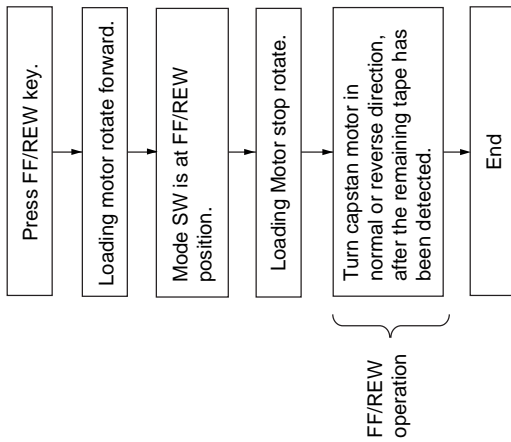 Press FF/REW key.
Loading motor rotate forward.
Mode SW is at FF/REW
position.
Loading Motor stop rotate.
Turn capstan motor in
normal or reverse direction,
after the remaining tape has
been detected.
FF/REW
operation
End